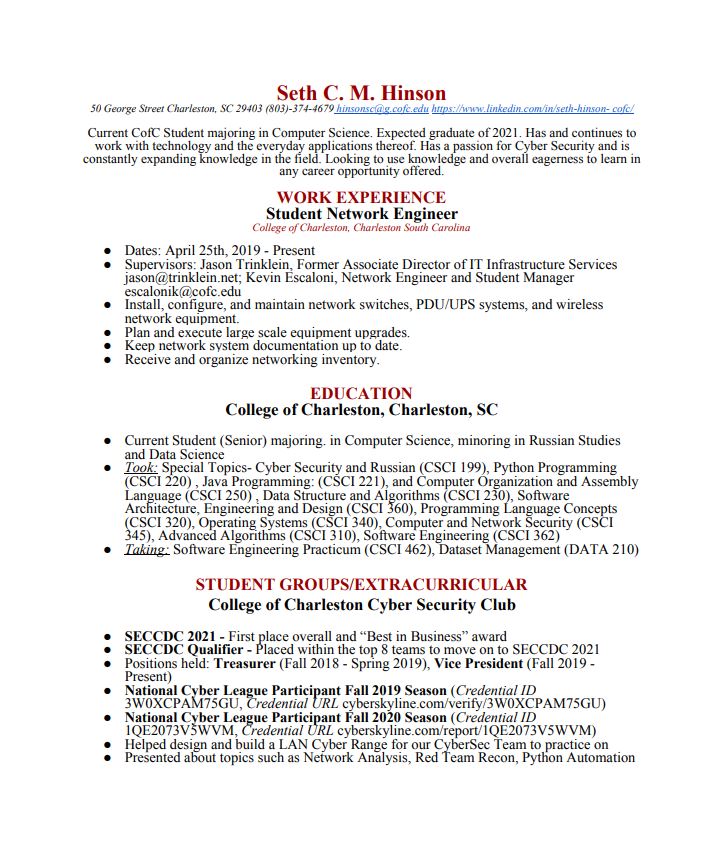 Seth C. M. Hinson
50 George Street Charleston, SC 29403 (803)-374-4679 hinsonsc@g.cofc.edu https://www.linkedin.com/in/seth-hinson- cofc/
Current CofC Student majoring in Computer Science. Expected graduate of 2021. Has and continues to
work with technology and the everyday applications thereof. Has a passion for Cyber Security and is
constantly expanding knowledge in the field. Looking to use knowledge and overall eagerness to learn in
any career opportunity offered.
WORK EXPERIENCE
Student Network Engineer
College of Charleston, Charleston South Carolina
● Dates: April 25th, 2019 - Present
● Supervisors: Jason Trinklein, Former Associate Director of IT Infrastructure Services
jason@trinklein.net; Kevin Escaloni, Network Engineer and Student Manager
escalonik@cofc.edu
● Install, configure, and maintain network switches, PDU/UPS systems, and wireless
network equipment.
● Plan and execute large scale equipment upgrades.
● Keep network system documentation up to date.
● Receive and organize networking inventory.
EDUCATION
College of Charleston, Charleston, SC
● Current Student (Senior) majoring. in Computer Science, minoring in Russian Studies
and Data Science
● Took: Special Topics- Cyber Security and Russian (CSCI 199), Python Programming
(CSCI 220) , Java Programming: (CSCI 221), and Computer Organization and Assembly
Language (CSCI 250) , Data Structure and Algorithms (CSCI 230), Software
Architecture, Engineering and Design (CSCI 360), Programming Language Concepts
(CSCI 320), Operating Systems (CSCI 340), Computer and Network Security (CSCI
345), Advanced Algorithms (CSCI 310), Software Engineering (CSCI 362)
● Taking: Software Engineering Practicum (CSCI 462), Dataset Management (DATA 210)
STUDENT GROUPS/EXTRACURRICULAR
College of Charleston Cyber Security Club
● SECCDC 2021 - First place overall and “Best in Business” award
● SECCDC Qualifier - Placed within the top 8 teams to move on to SECCDC 2021
● Positions held: Treasurer (Fall 2018 - Spring 2019), Vice President (Fall 2019 -
Present)
● National Cyber League Participant Fall 2019 Season (Credential ID
3W0XCPAM75GU, Credential URL cyberskyline.com/verify/3W0XCPAM75GU)
● National Cyber League Participant Fall 2020 Season (Credential ID
1QE2073V5WVM, Credential URL cyberskyline.com/report/1QE2073V5WVM)
● Helped design and build a LAN Cyber Range for our CyberSec Team to practice on
● Presented about topics such as Network Analysis, Red Team Recon, Python Automation